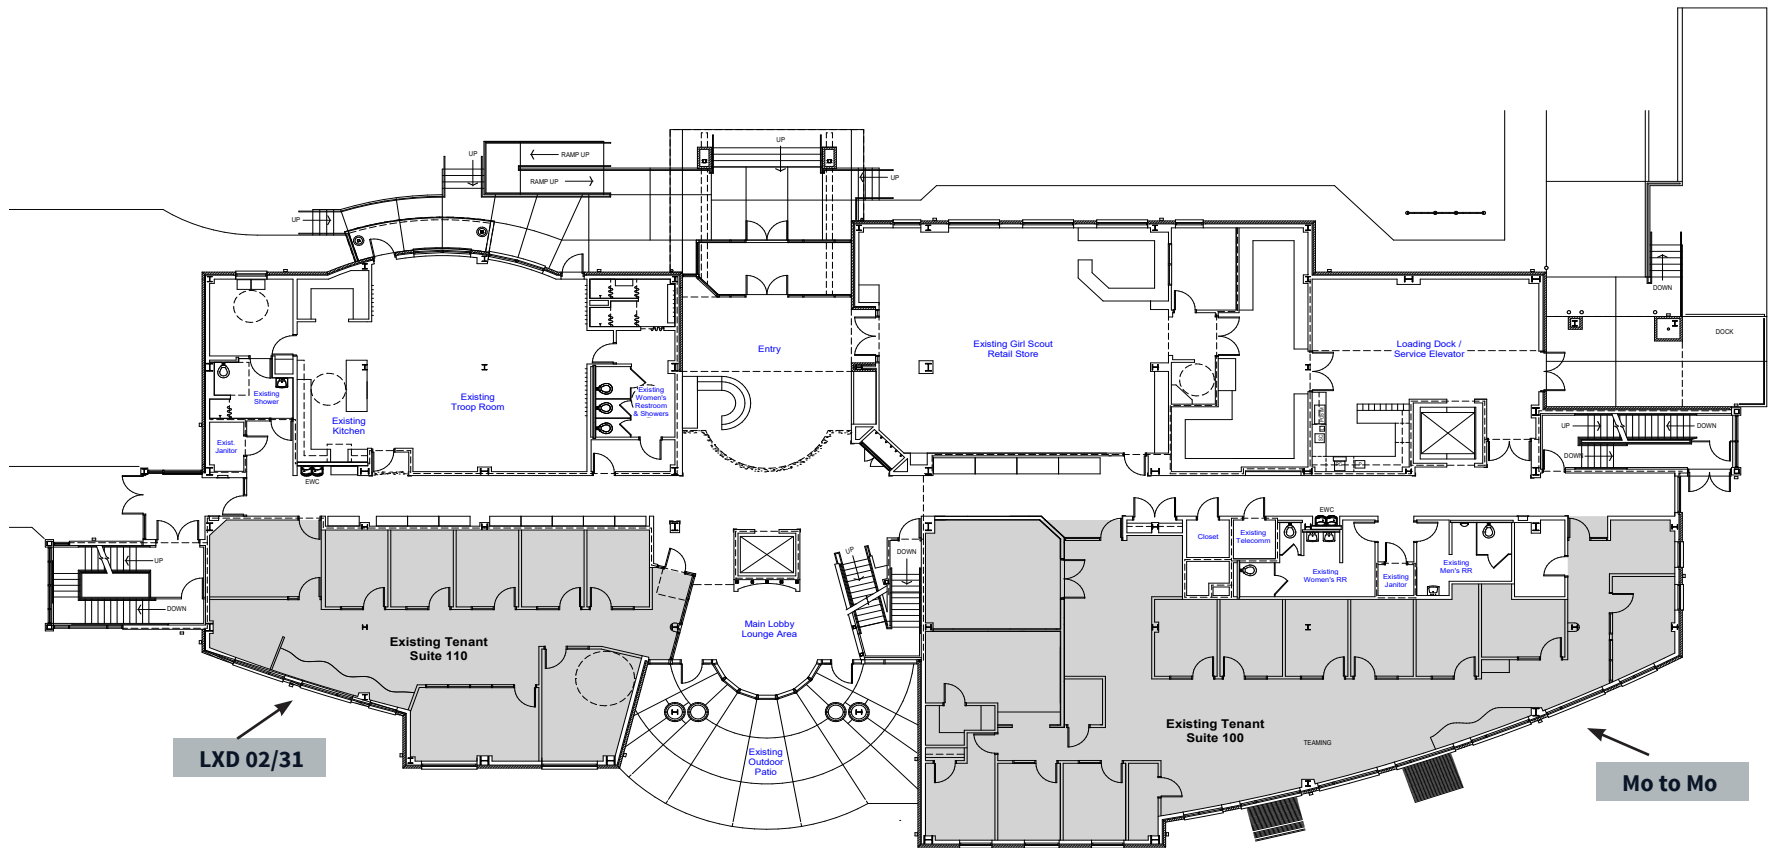 UP
RAMP UP
RAMP UP
UP
UP
UP
UP
DOWN
DOCK
Entry
Existing Girl Scout
Retail Store
Loading Dock /
Service Elevator
Existing
Shower
Existing
Kitchen
Existing
Troop Room
Existing
Women's
Restroom
& Showers
Exist.
Janitor
EWC
UP
DOWN
DOWN
UP
DOWN
UP
DOWN
Closet
Existing
Telecomm
EWC
Existing
Women's RR
Existing
Janitor
Existing
Men's RR
Main Lobby
Lounge Area
Existing Tenant
Suite 110
Existing
Outdoor
Patio
Existing Tenant
Suite 100
TEAMING
LXD 02/31
Mo to Mo